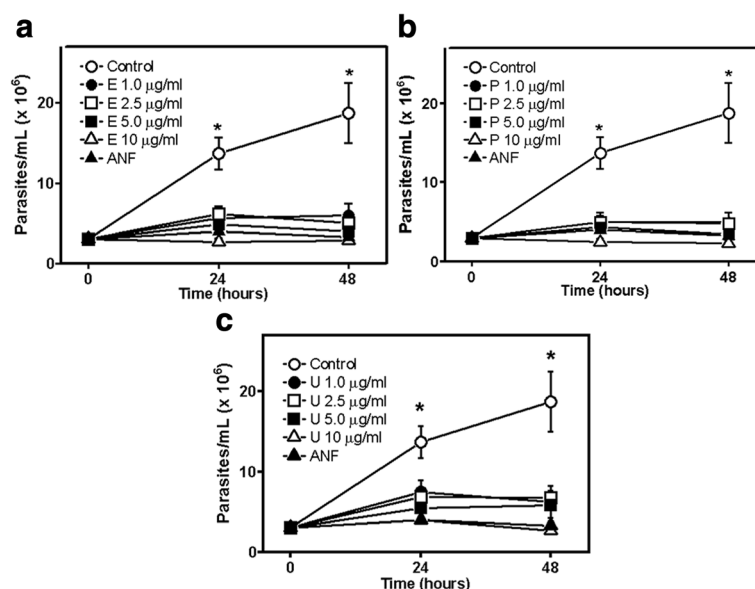 a
Parasites/mL (x 10⁶)
Control
E 1.0 μg/ml
E 2.5 μg/ml
E 5.0 μg/ml
E 10 μg/ml
ANF
*
*
20
10
0
0
24
48
Time (hours)
b
Parasites/mL (x 10⁶)
Control
P 1.0 μg/ml
P 2.5 μg/ml
P 5.0 μg/ml
P 10 μg/ml
ANF
*
*
20
10
0
0
24
48
Time (hours)
c
Parasites/mL (x 10⁶)
Control
U 1.0 μg/ml
U 2.5 μg/ml
U 5.0 μg/ml
U 10 μg/ml
ANF
*
*
20
10
0
0
24
48
Time (hours)